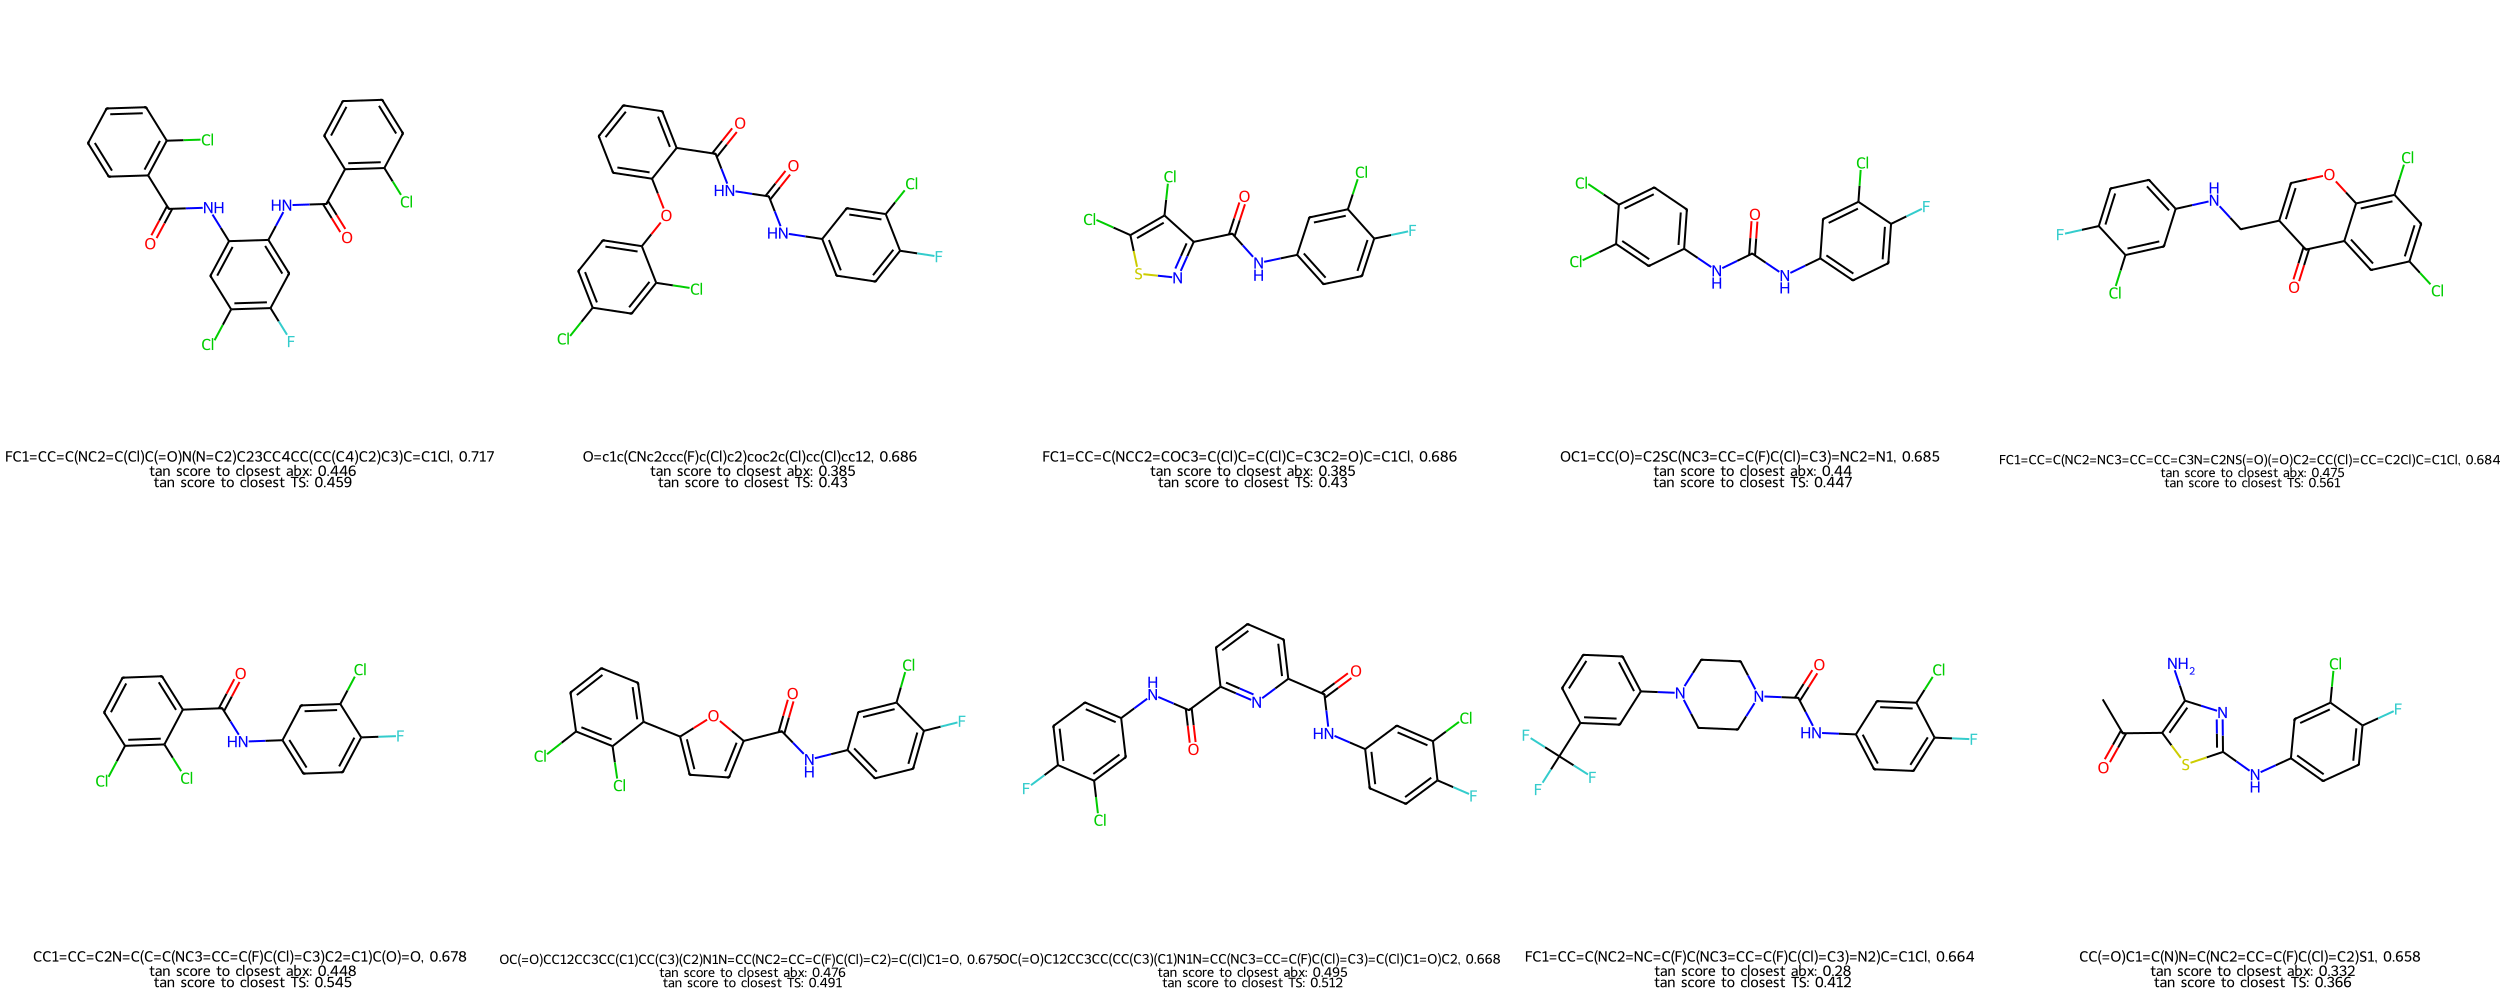 Cl
Cl
O
NH
HN
O
Cl
F
O
HN
O
HN
O
Cl
F
Cl
Cl
Cl
Cl
S
N
O
N
H
Cl
F
Cl
Cl
O
N
H
N
H
Cl
F
Cl
O
H
N
F
Cl
O
Cl
FC1=CC=C(NC2=C(Cl)C(=O)N(N=C2)C23CC4CC(CC(C4)C2)C3)C=C1Cl, 0.717
tan score to closest abx: 0.446
tan score to closest TS: 0.459
O=c1c(CNc2ccc(F)c(Cl)c2)coc2c(Cl)cc(Cl)cc12, 0.686
tan score to closest abx: 0.385
tan score to closest TS: 0.43
FC1=CC=C(NCC2=COC3=C(Cl)C=C(Cl)C=C3C2=O)C=C1Cl, 0.686
tan score to closest abx: 0.385
tan score to closest TS: 0.43
OC1=CC(O)=C2SC(NC3=CC=C(F)C(Cl)=C3)=NC2=N1, 0.685
tan score to closest abx: 0.44
tan score to closest TS: 0.447
FC1=CC=C(NC2=NC3=CC=CC=C3N=C2NS(=O)(=O)C2=CC(Cl)=CC=C2Cl)C=C1Cl, 0.684
tan score to closest abx: 0.475
tan score to closest TS: 0.561
O
HN
Cl
F
Cl
Cl
O
O
N
H
Cl
F
Cl
Cl
H
N
O
N
O
HN
Cl
F
F
Cl
F
F
F
N
N
O
HN
Cl
F
NH2
N
O
S
N
H
Cl
F
CC1=CC=C2N=C(C=C(NC3=CC=C(F)C(Cl)=C3)C2=C1)C(O)=O, 0.678
tan score to closest abx: 0.448
tan score to closest TS: 0.545
OC(=O)CC12CC3CC(C1)CC(C3)(C2)N1N=CC(NC2=CC=C(F)C(Cl)=C2)=C(Cl)C1=O, 0.675
tan score to closest abx: 0.476
tan score to closest TS: 0.491
OC(=O)C12CC3CC(CC(C3)(C1)N1N=CC(NC3=CC=C(F)C(Cl)=C3)=C(Cl)C1=O)C2, 0.668
tan score to closest abx: 0.495
tan score to closest TS: 0.512
FC1=CC=C(NC2=NC=C(F)C(NC3=CC=C(F)C(Cl)=C3)=N2)C=C1Cl, 0.664
tan score to closest abx: 0.28
tan score to closest TS: 0.412
CC(=O)C1=C(N)N=C(NC2=CC=C(F)C(Cl)=C2)S1, 0.658
tan score to closest abx: 0.332
tan score to closest TS: 0.366